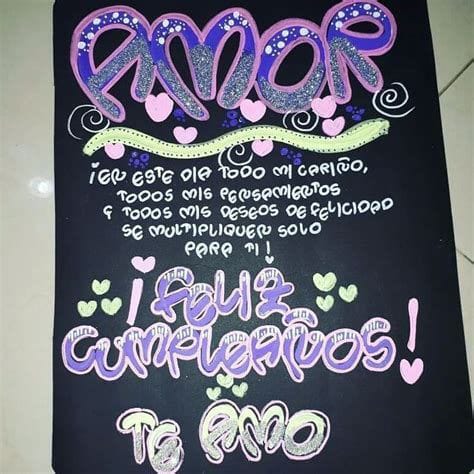 AMOR
¡EN ESTE DIA TODO MI CARIÑO,
TODOS MIS PENSAMIENTOS
Y TODOS MIS DESEOS DE FELICIDAD
SE MULTIPLIQUEN SOLO
PARA TI!
¡FELIZ
CUMPLEAÑOS!
TE AMO